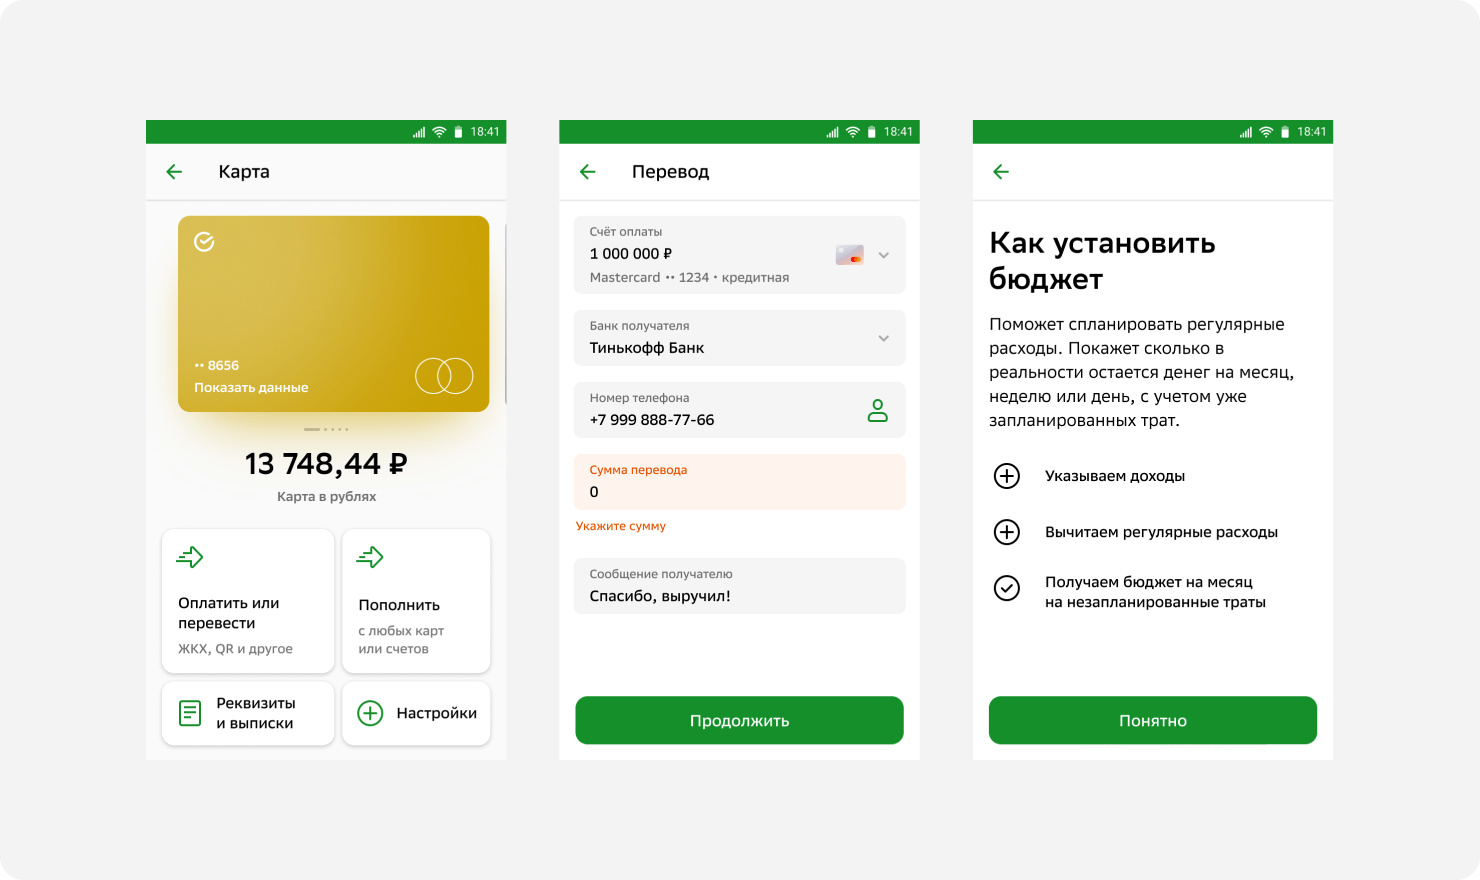 18:41
Карта
•• 8656
Показать данные
13 748,44 ₽
Карта в рублях
Оплатить или
перевести
ЖКХ, QR и другое
Пополнить
с любых карт
или счетов
Реквизиты
и выписки
Настройки
18:41
Перевод
Счёт оплаты
1 000 000 ₽
Mastercard •• 1234 • кредитная
Банк получателя
Тинькофф Банк
Номер телефона
+7 999 888-77-66
Сумма перевода
0
Укажите сумму
Сообщение получателю
Спасибо, выручил!
Продолжить
18:41
Как установить
бюджет
Поможет спланировать регулярные
расходы. Покажет сколько в
реальности остается денег на месяц,
неделю или день, с учетом уже
запланированных трат.
Указываем доходы
Вычитаем регулярные расходы
Получаем бюджет на месяц
на незапланированные траты
Понятно